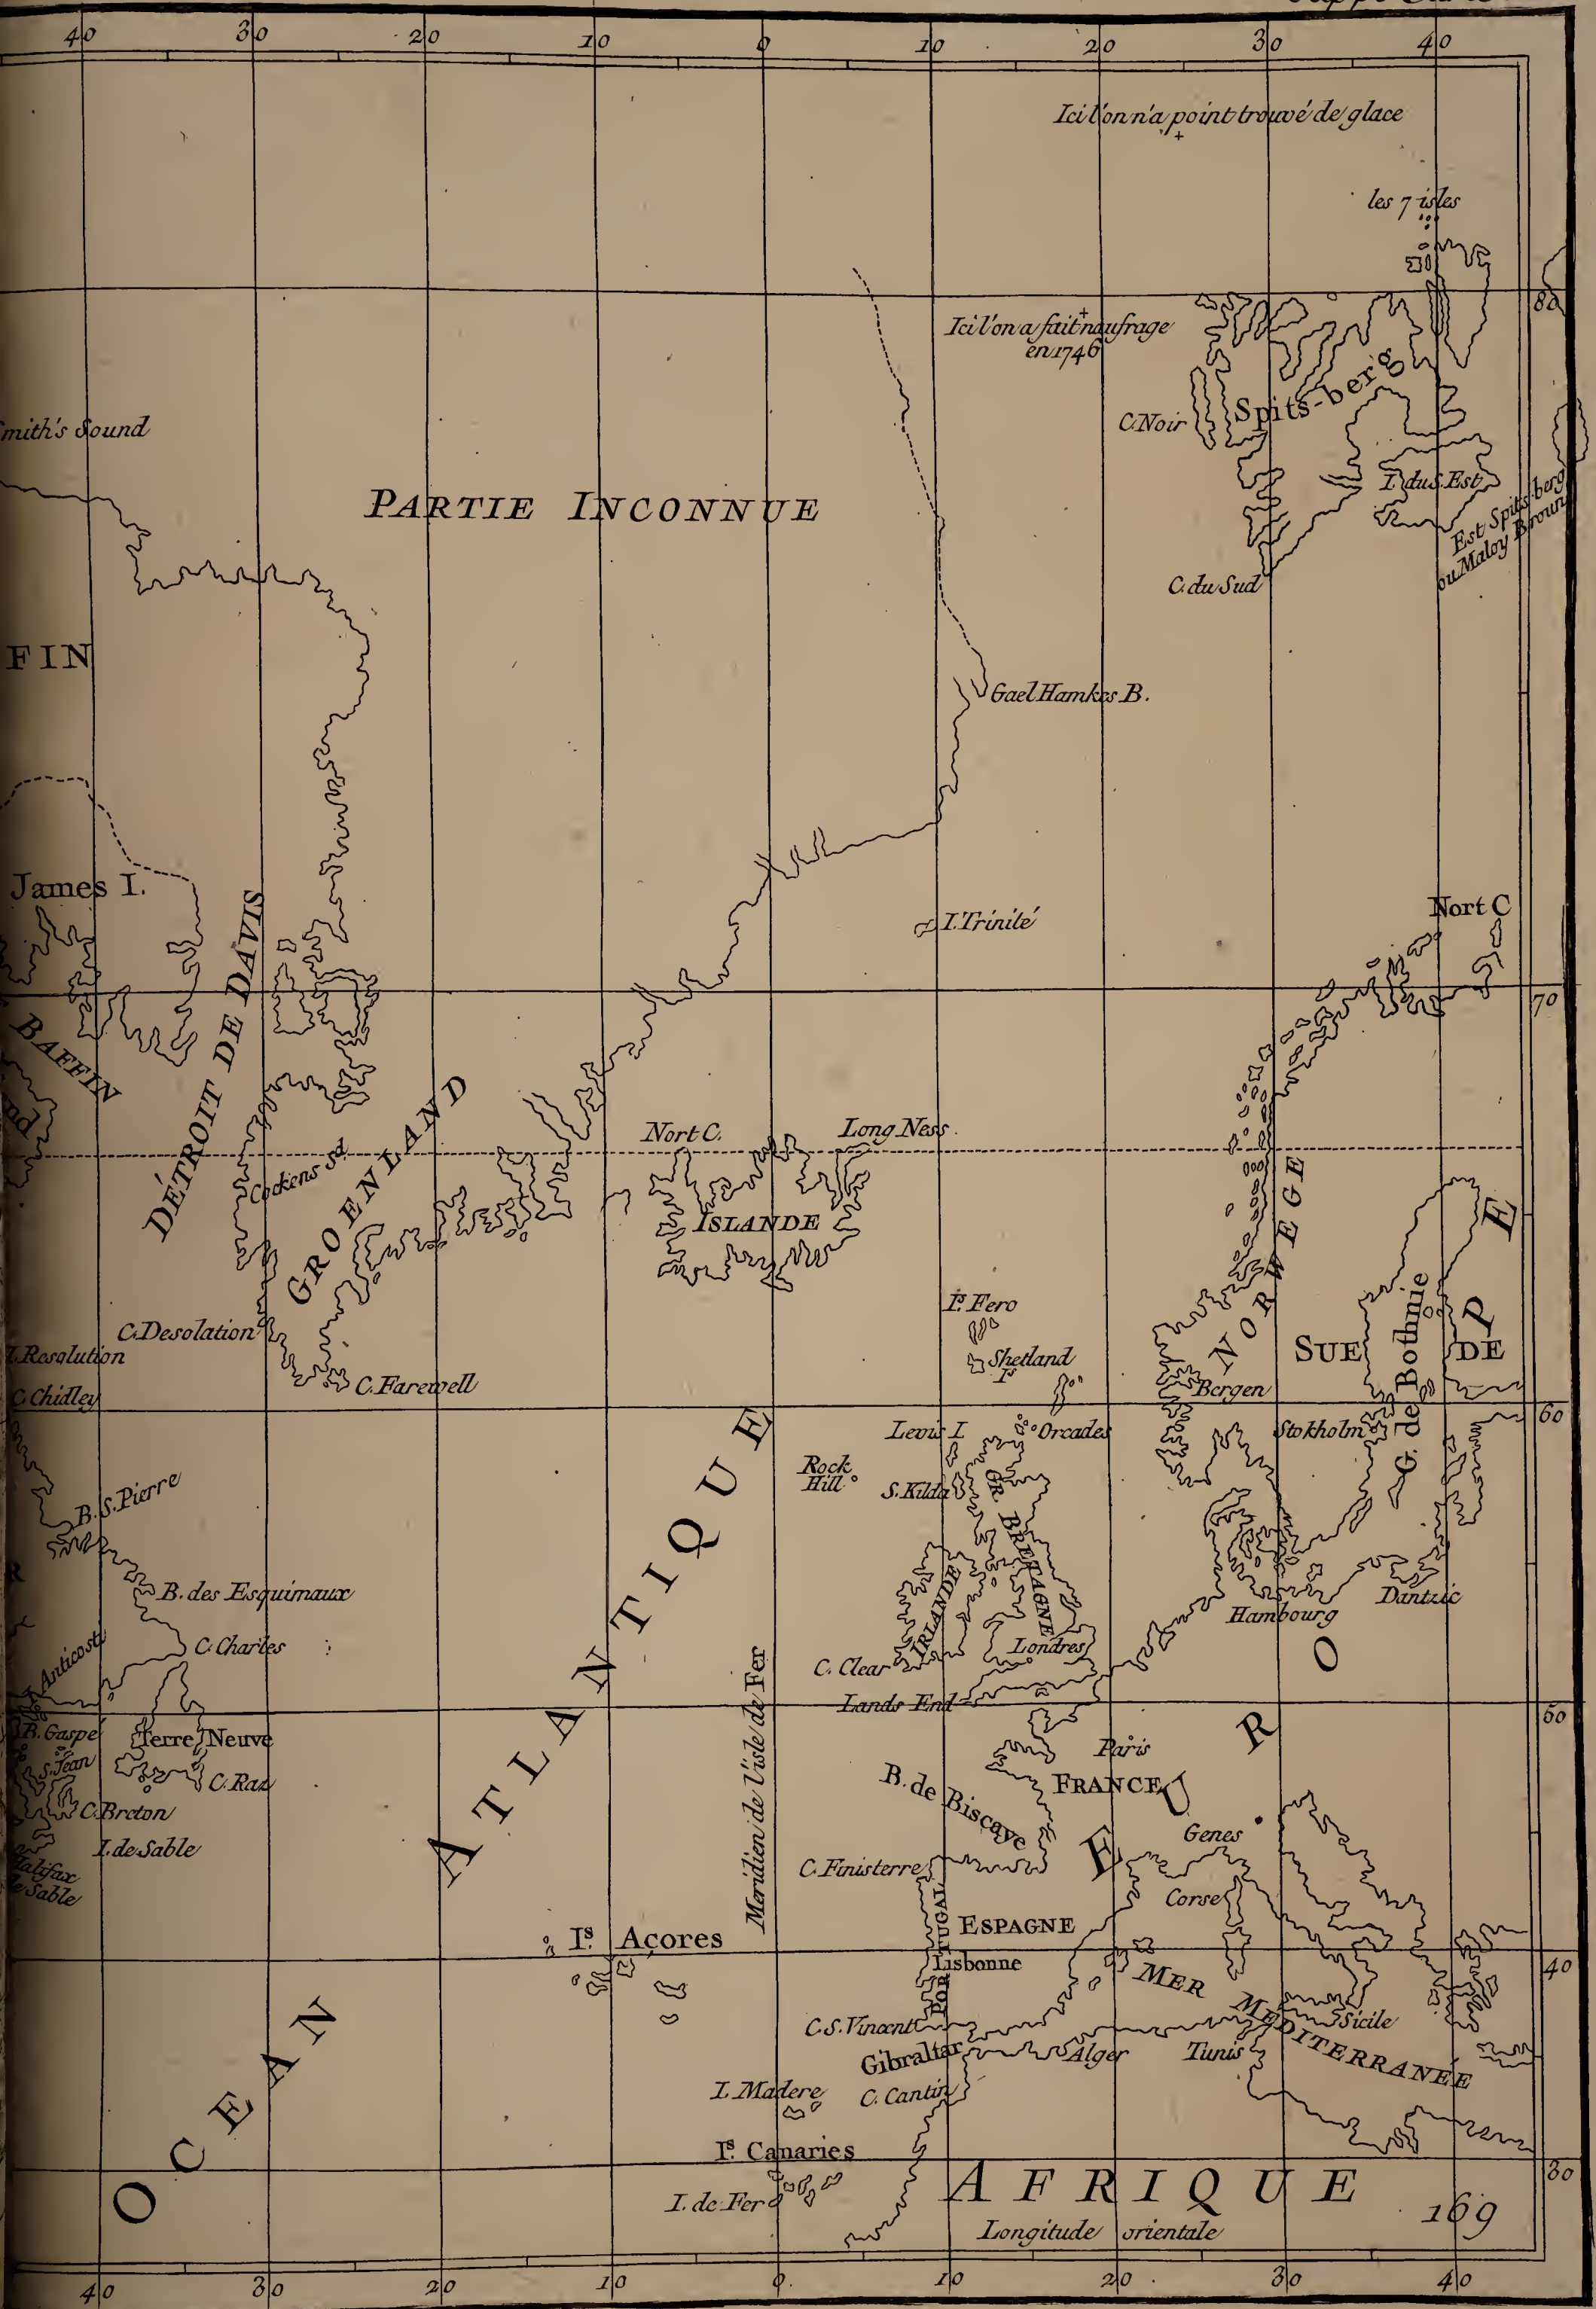 40 30 20 10 0 10 20 30 40
Ici l'on n'a point trouvé de glace
les 7 isles
80
Ici l'on a fait naufrage
en 1746
Spits-berg
C. Noir
mith's Sound
I. du S. Est
PARTIE INCONNUE
Est Spits-berg
ou Maloy Broun
C. du Sud
FIN
Gael Hamkes B.
James I.
Nort C
I. Trinité
DÉTROIT DE DAVIS
70
BAFFIN
nd
GROENLAND
Nort C.
Long Ness.
Cockens Sd.
ISLANDE
NORWEGE
Is. Fero
C. Desolation
I. Resolution
Shetland
Is
SUE DE
G. de Bothnie
C. Farewell
Bergen
C. Chidley
60
Levis I
Orcades
Stokholm
Rock
Hill
S. Kilda
GR. BRETAGNE
B. S. Pierre
R
B. des Esquimaux
IRLANDE
Dantzic
Hambourg
C. Charles
Anticosti
Londres
C. Clear
Lands End
50
Meridien de l'isle de Fer
B. Gaspé
Terre Neuve
Paris
S. Jean
C. Raz
FRANCE
B. de Biscaye
C. Breton
EUROPE
Genes
I. de Sable
Halifax
de Sable
C. Finisterre
Corse
PORTUGAL
ESPAGNE
Is. Açores
Lisbonne
40
MER MEDITERRANÉE
OCEAN ATLANTIQUE
C. S. Vincent
Sicile
Gibraltar
Alger
Tunis
I. Madere
C. Cantin
Is. Canaries
30
AFRIQUE
I. de Fer
169
Longitude orientale
40 30 20 10 0 10 20 30 40